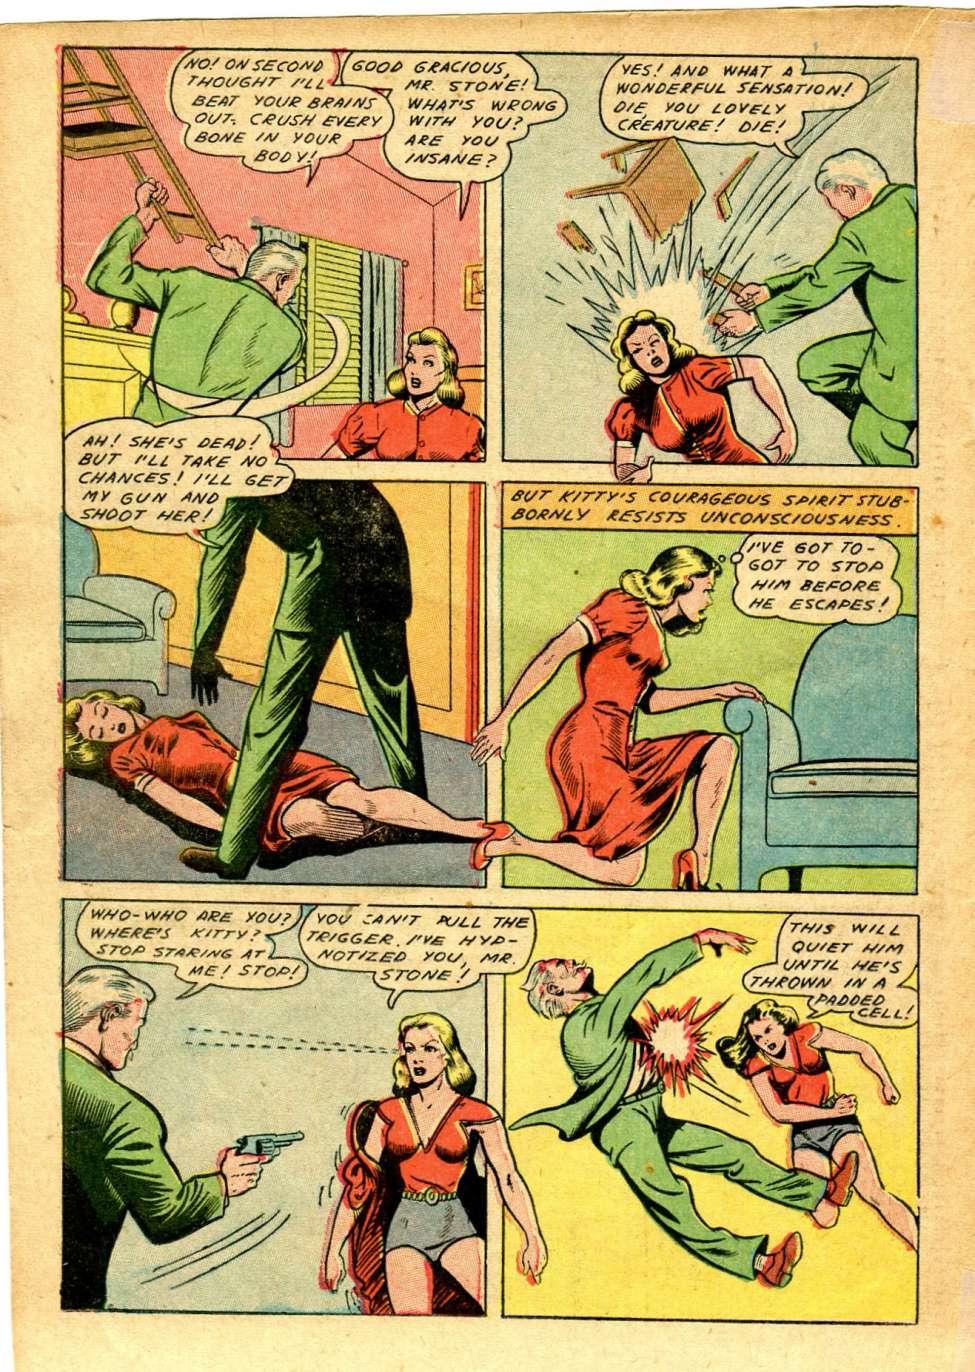 NO! ON SECOND
THOUGHT I'LL
BEAT YOUR BRAINS
OUT. CRUSH EVERY
BONE IN YOUR
BODY!
GOOD GRACIOUS,
MR. STONE!
WHAT'S WRONG
WITH YOU?
ARE YOU
INSANE?
YES! AND WHAT A
WONDERFUL SENSATION!
DIE, YOU LOVELY
CREATURE! DIE!
AH! SHE'S DEAD!
BUT I'LL TAKE NO
CHANCES! I'LL GET
MY GUN AND
SHOOT HER!
BUT KITTY'S COURAGEOUS SPIRIT STUB-
BORNLY RESISTS UNCONSCIOUSNESS.
I'VE GOT TO-
GOT TO STOP
HIM BEFORE
HE ESCAPES!
WHO-WHO ARE YOU?
WHERE'S KITTY?
STOP STARING AT
ME! STOP!
YOU CAN'T PULL THE
TRIGGER. I'VE HYP-
NOTIZED YOU, MR.
STONE!
THIS WILL
QUIET HIM
UNTIL HE'S
THROWN IN A
PADDED
CELL!